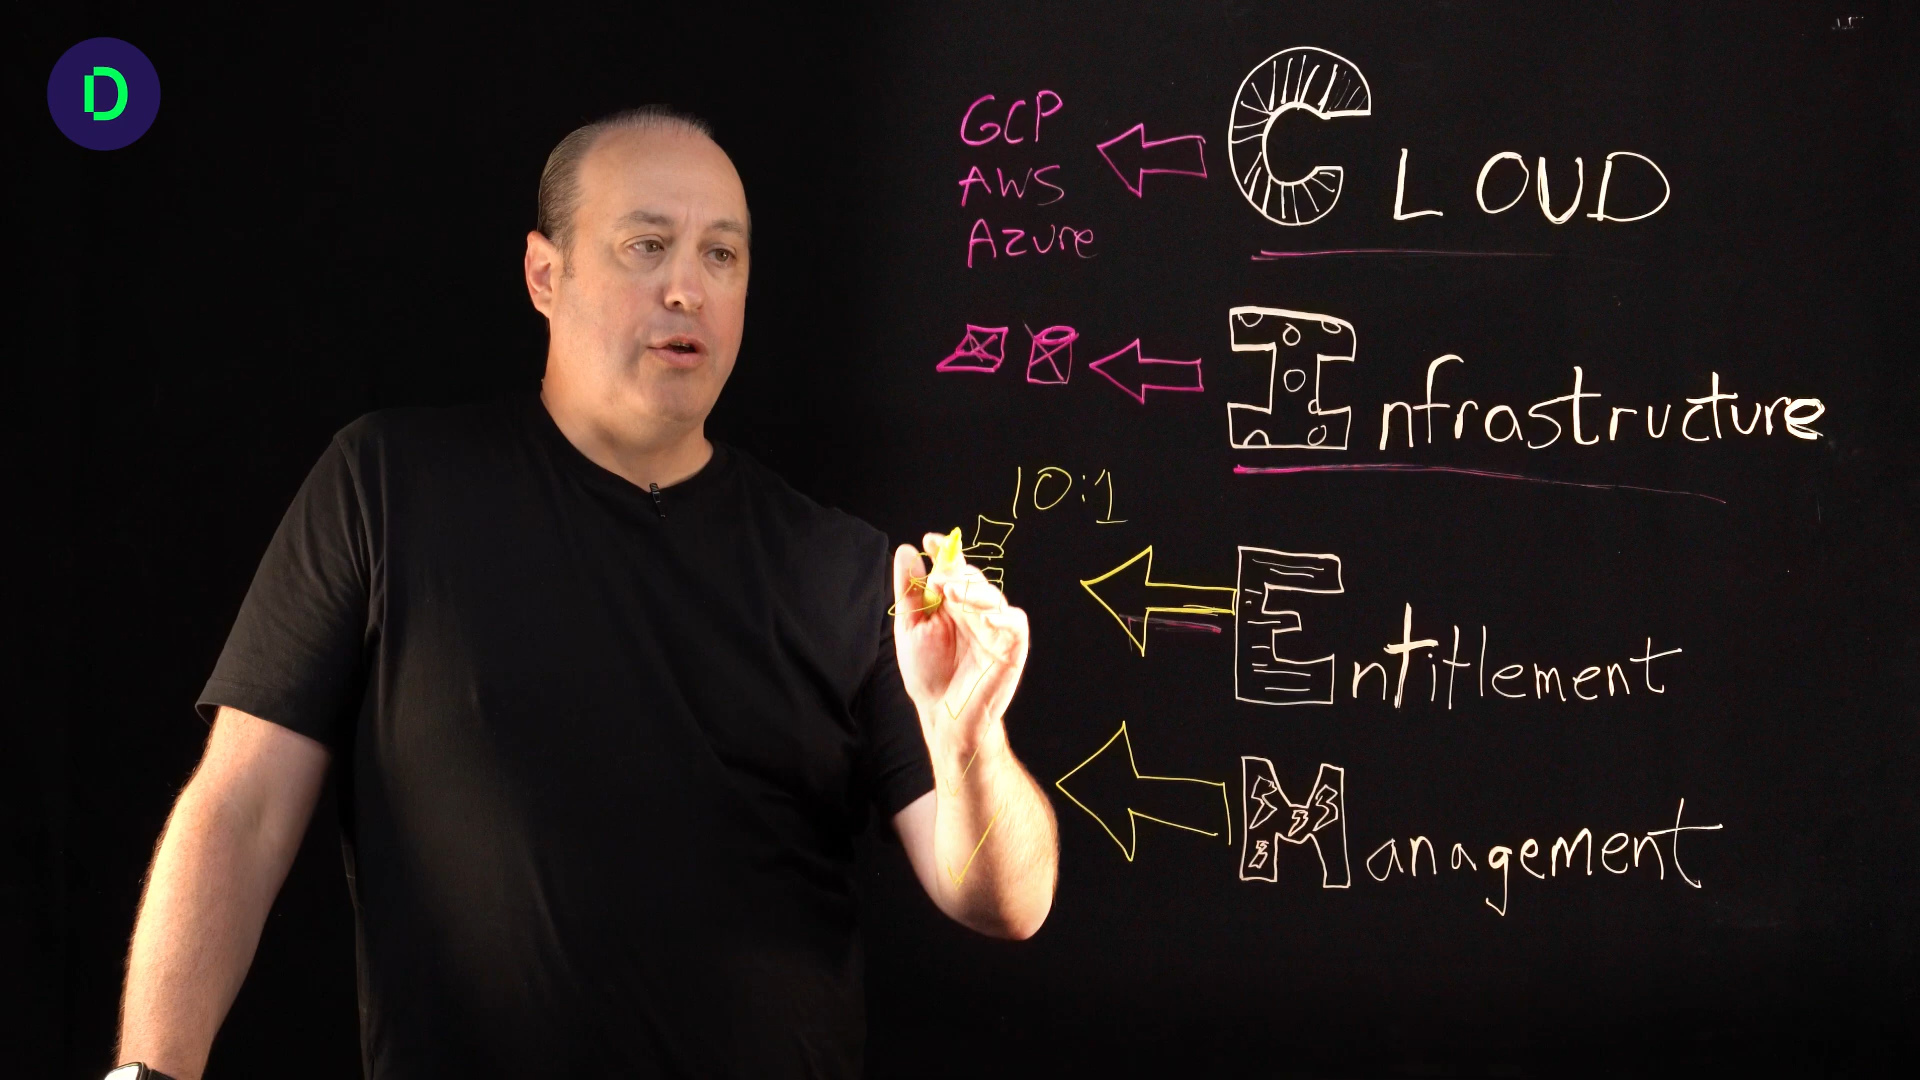 D
GCP
AWS
Azure
CLOUD
Infrastructure
10:1
Entitlement
Management